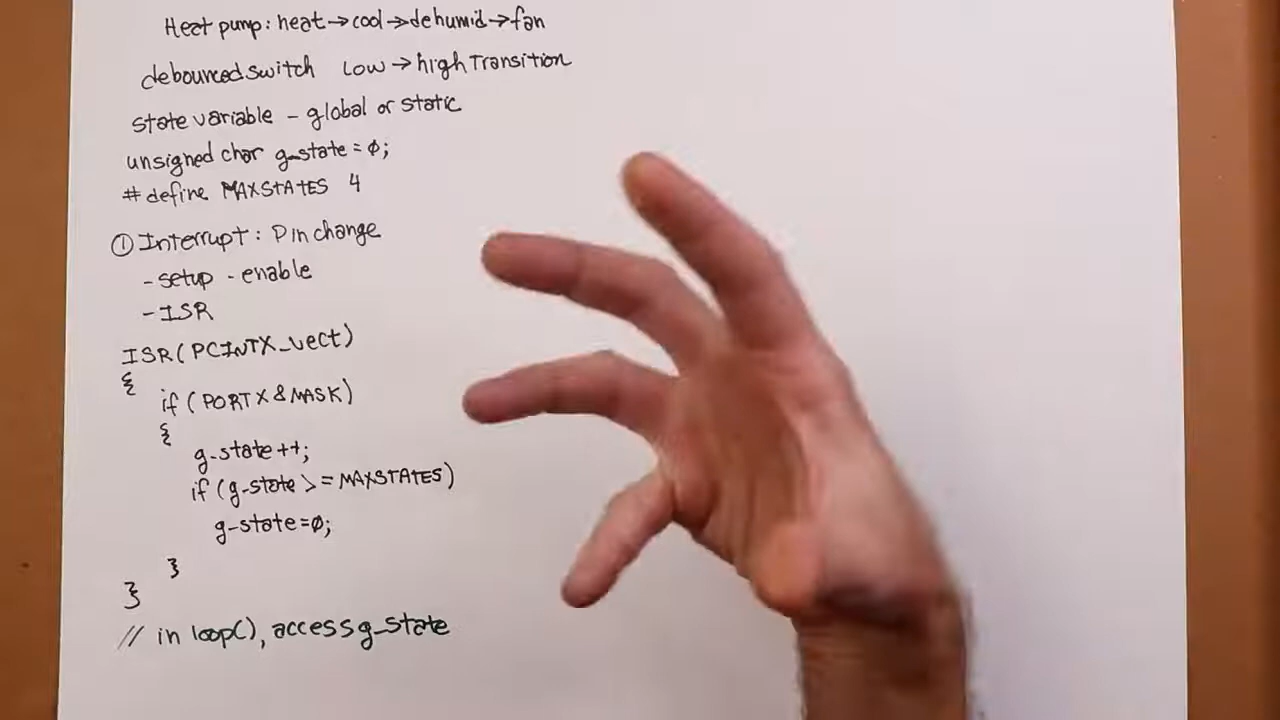 Heat pump: heat→cool→dehumid→fan
debounced switch low→high Transition
state variable – global or static
unsigned char g_state = 0;
#define MAXSTATES 4
① Interrupt: Pin change
- setup - enable
- ISR
ISR(PCINTX_vect)
{
if (PORTX & MASK)
{
g_state++;
if (g_state >= MAXSTATES)
g_state=0;
}
}
// in loop(), access g_state